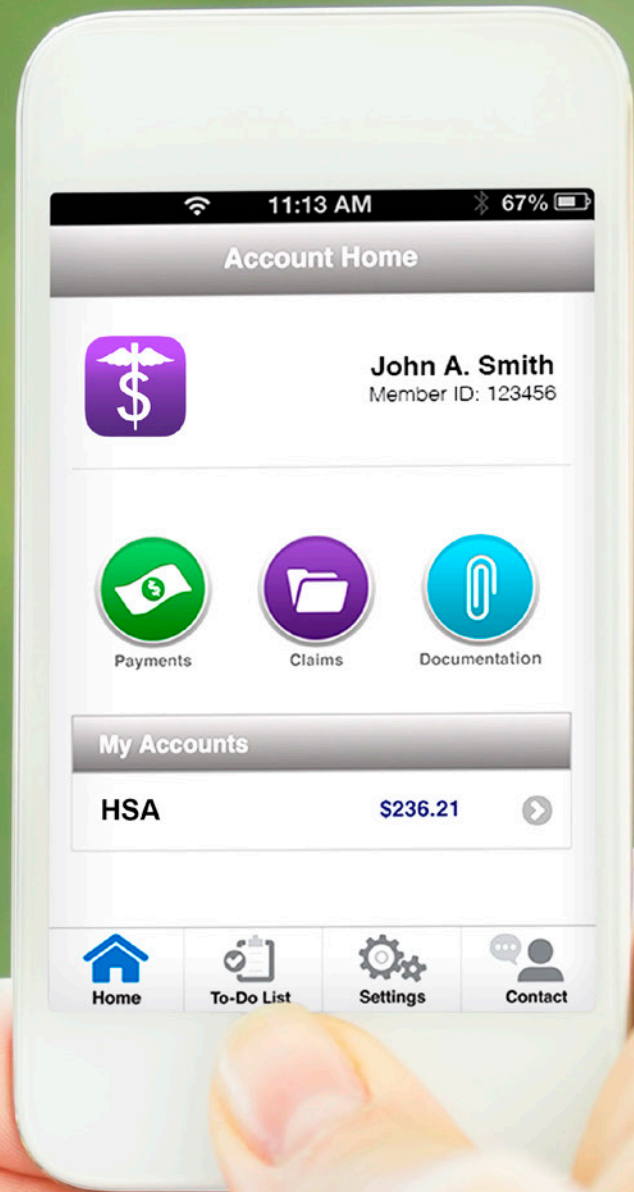 11:13 AM 67%
Account Home
$
John A. Smith
Member ID: 123456
$
Payments Claims Documentation
My Accounts
HSA $236.21
Home To-Do List Settings Contact